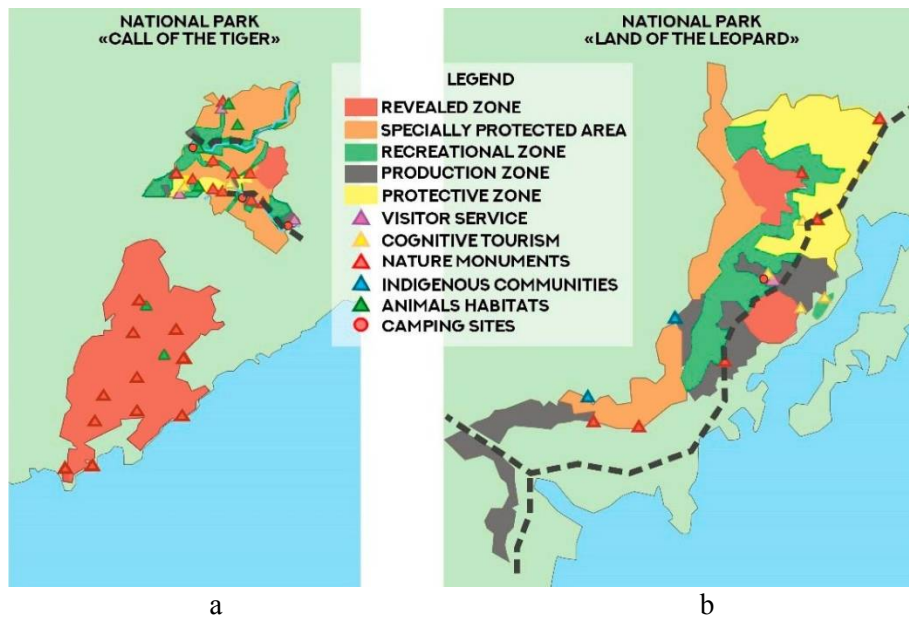 NATIONAL PARK
«CALL OF THE TIGER»
NATIONAL PARK
«LAND OF THE LEOPARD»
LEGEND
REVEALED ZONE
SPECIALLY PROTECTED AREA
RECREATIONAL ZONE
PRODUCTION ZONE
PROTECTIVE ZONE
VISITOR SERVICE
COGNITIVE TOURISM
NATURE MONUMENTS
INDIGENOUS COMMUNITIES
ANIMALS HABITATS
CAMPING SITES
a
b